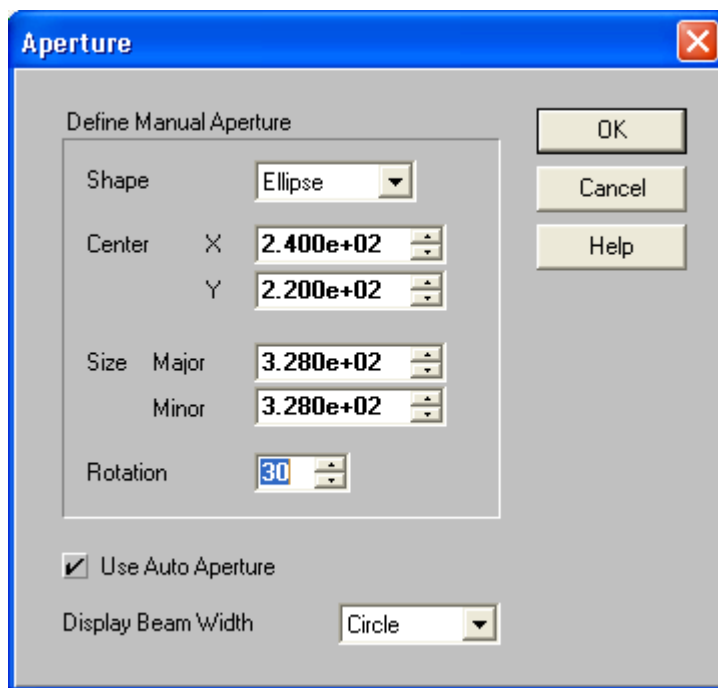 Aperture
Define Manual Aperture
Shape Ellipse
Center X 2.400e+02
Y 2.200e+02
Size Major 3.280e+02
Minor 3.280e+02
Rotation 30
Use Auto Aperture
Display Beam Width Circle
OK
Cancel
Help